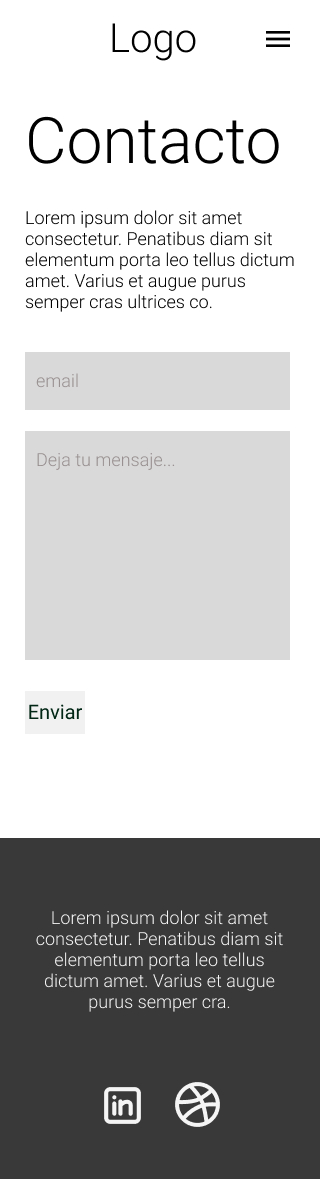 Logo
Contacto
Lorem ipsum dolor sit amet
consectetur. Penatibus diam sit
elementum porta leo tellus dictum
amet. Varius et augue purus
semper cras ultrices co.
email
Deja tu mensaje...
Enviar
Lorem ipsum dolor sit amet
consectetur. Penatibus diam sit
elementum porta leo tellus
dictum amet. Varius et augue
purus semper cra.
in